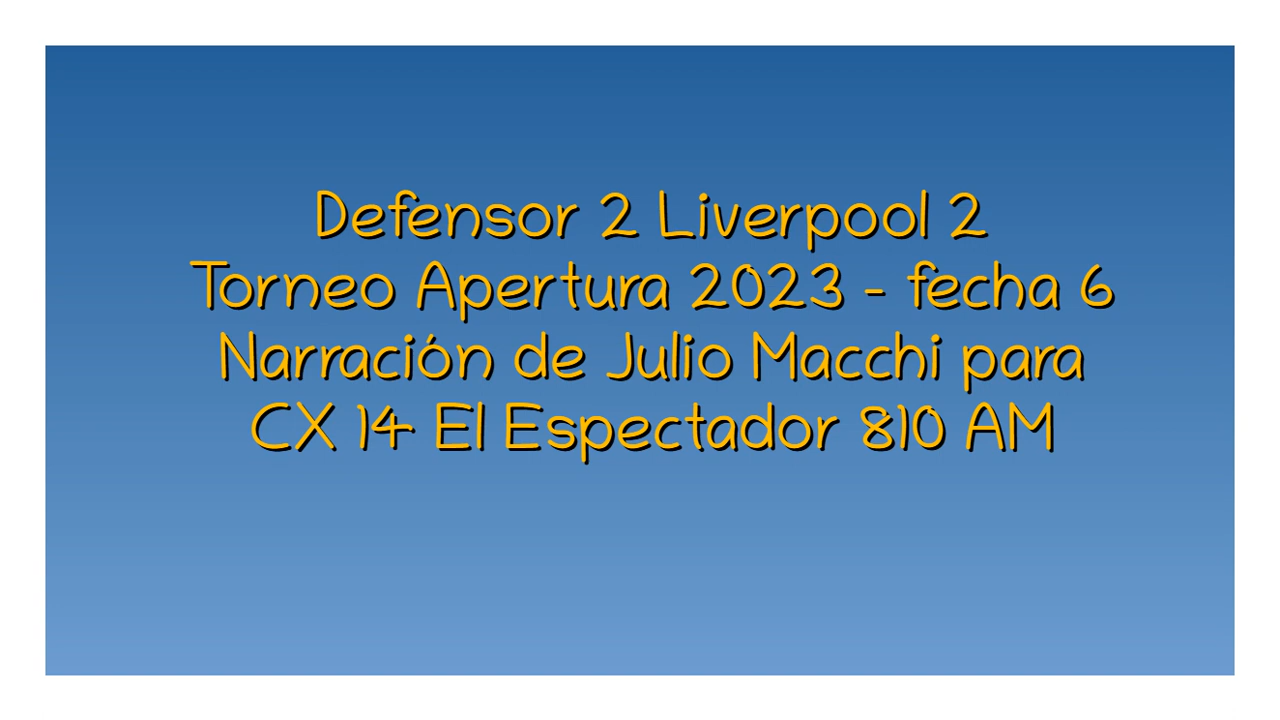 Defensor 2 Liverpool 2
Torneo Apertura 2023 - fecha 6
Narración de Julio Macchi para
CX 14 El Espectador 810 AM